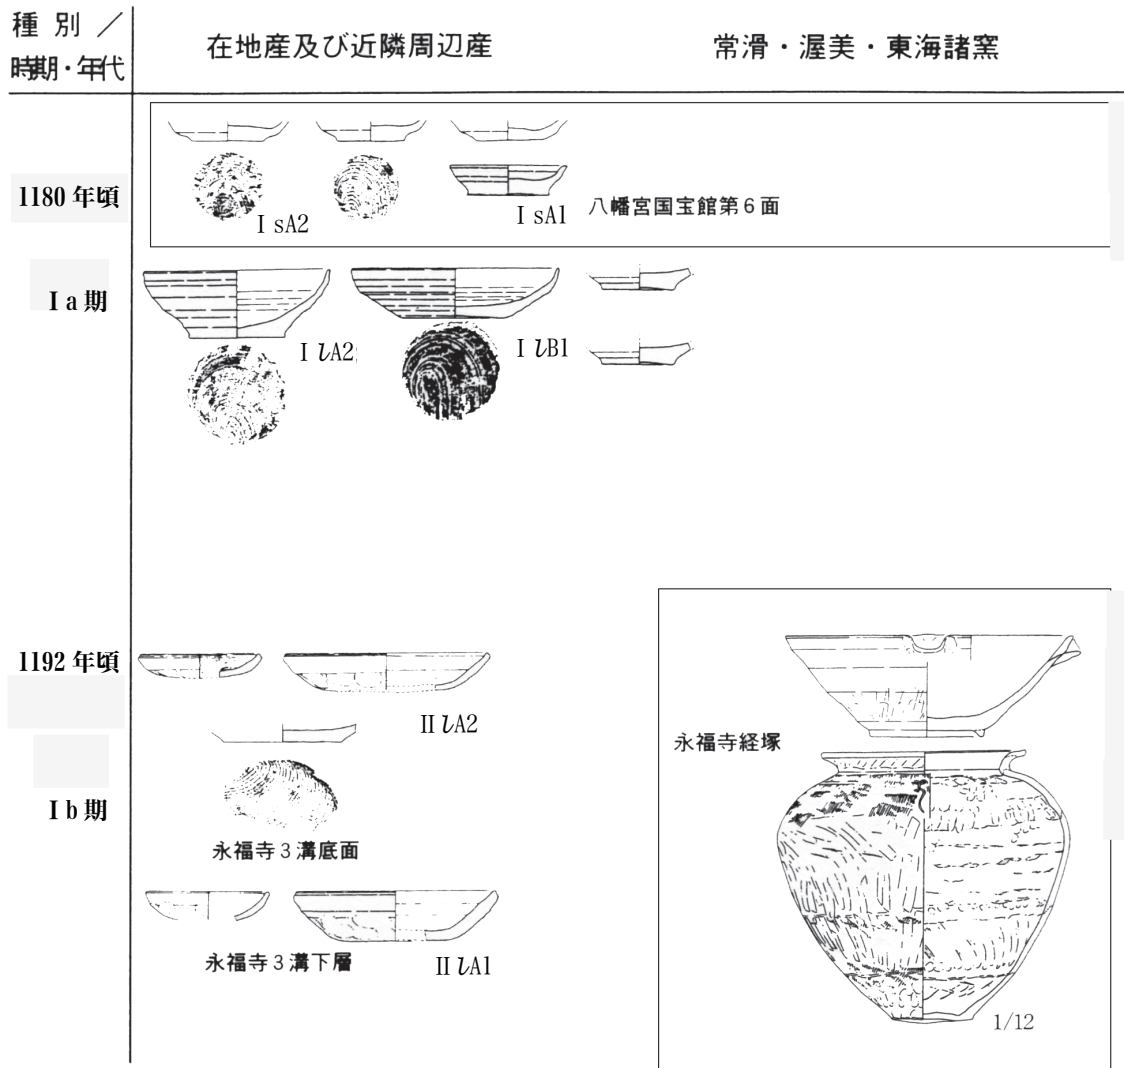 種別／
時期・年代
在地産及び近隣周辺産
常滑・渥美・東海諸窯
1180年頃
I sA2
I sA1
八幡宮国宝館第６面
I a 期
I lA2
I lB1
1192年頃
II lA2
永福寺経塚
I b 期
永福寺３溝底面
永福寺３溝下層
II lA1
1/12